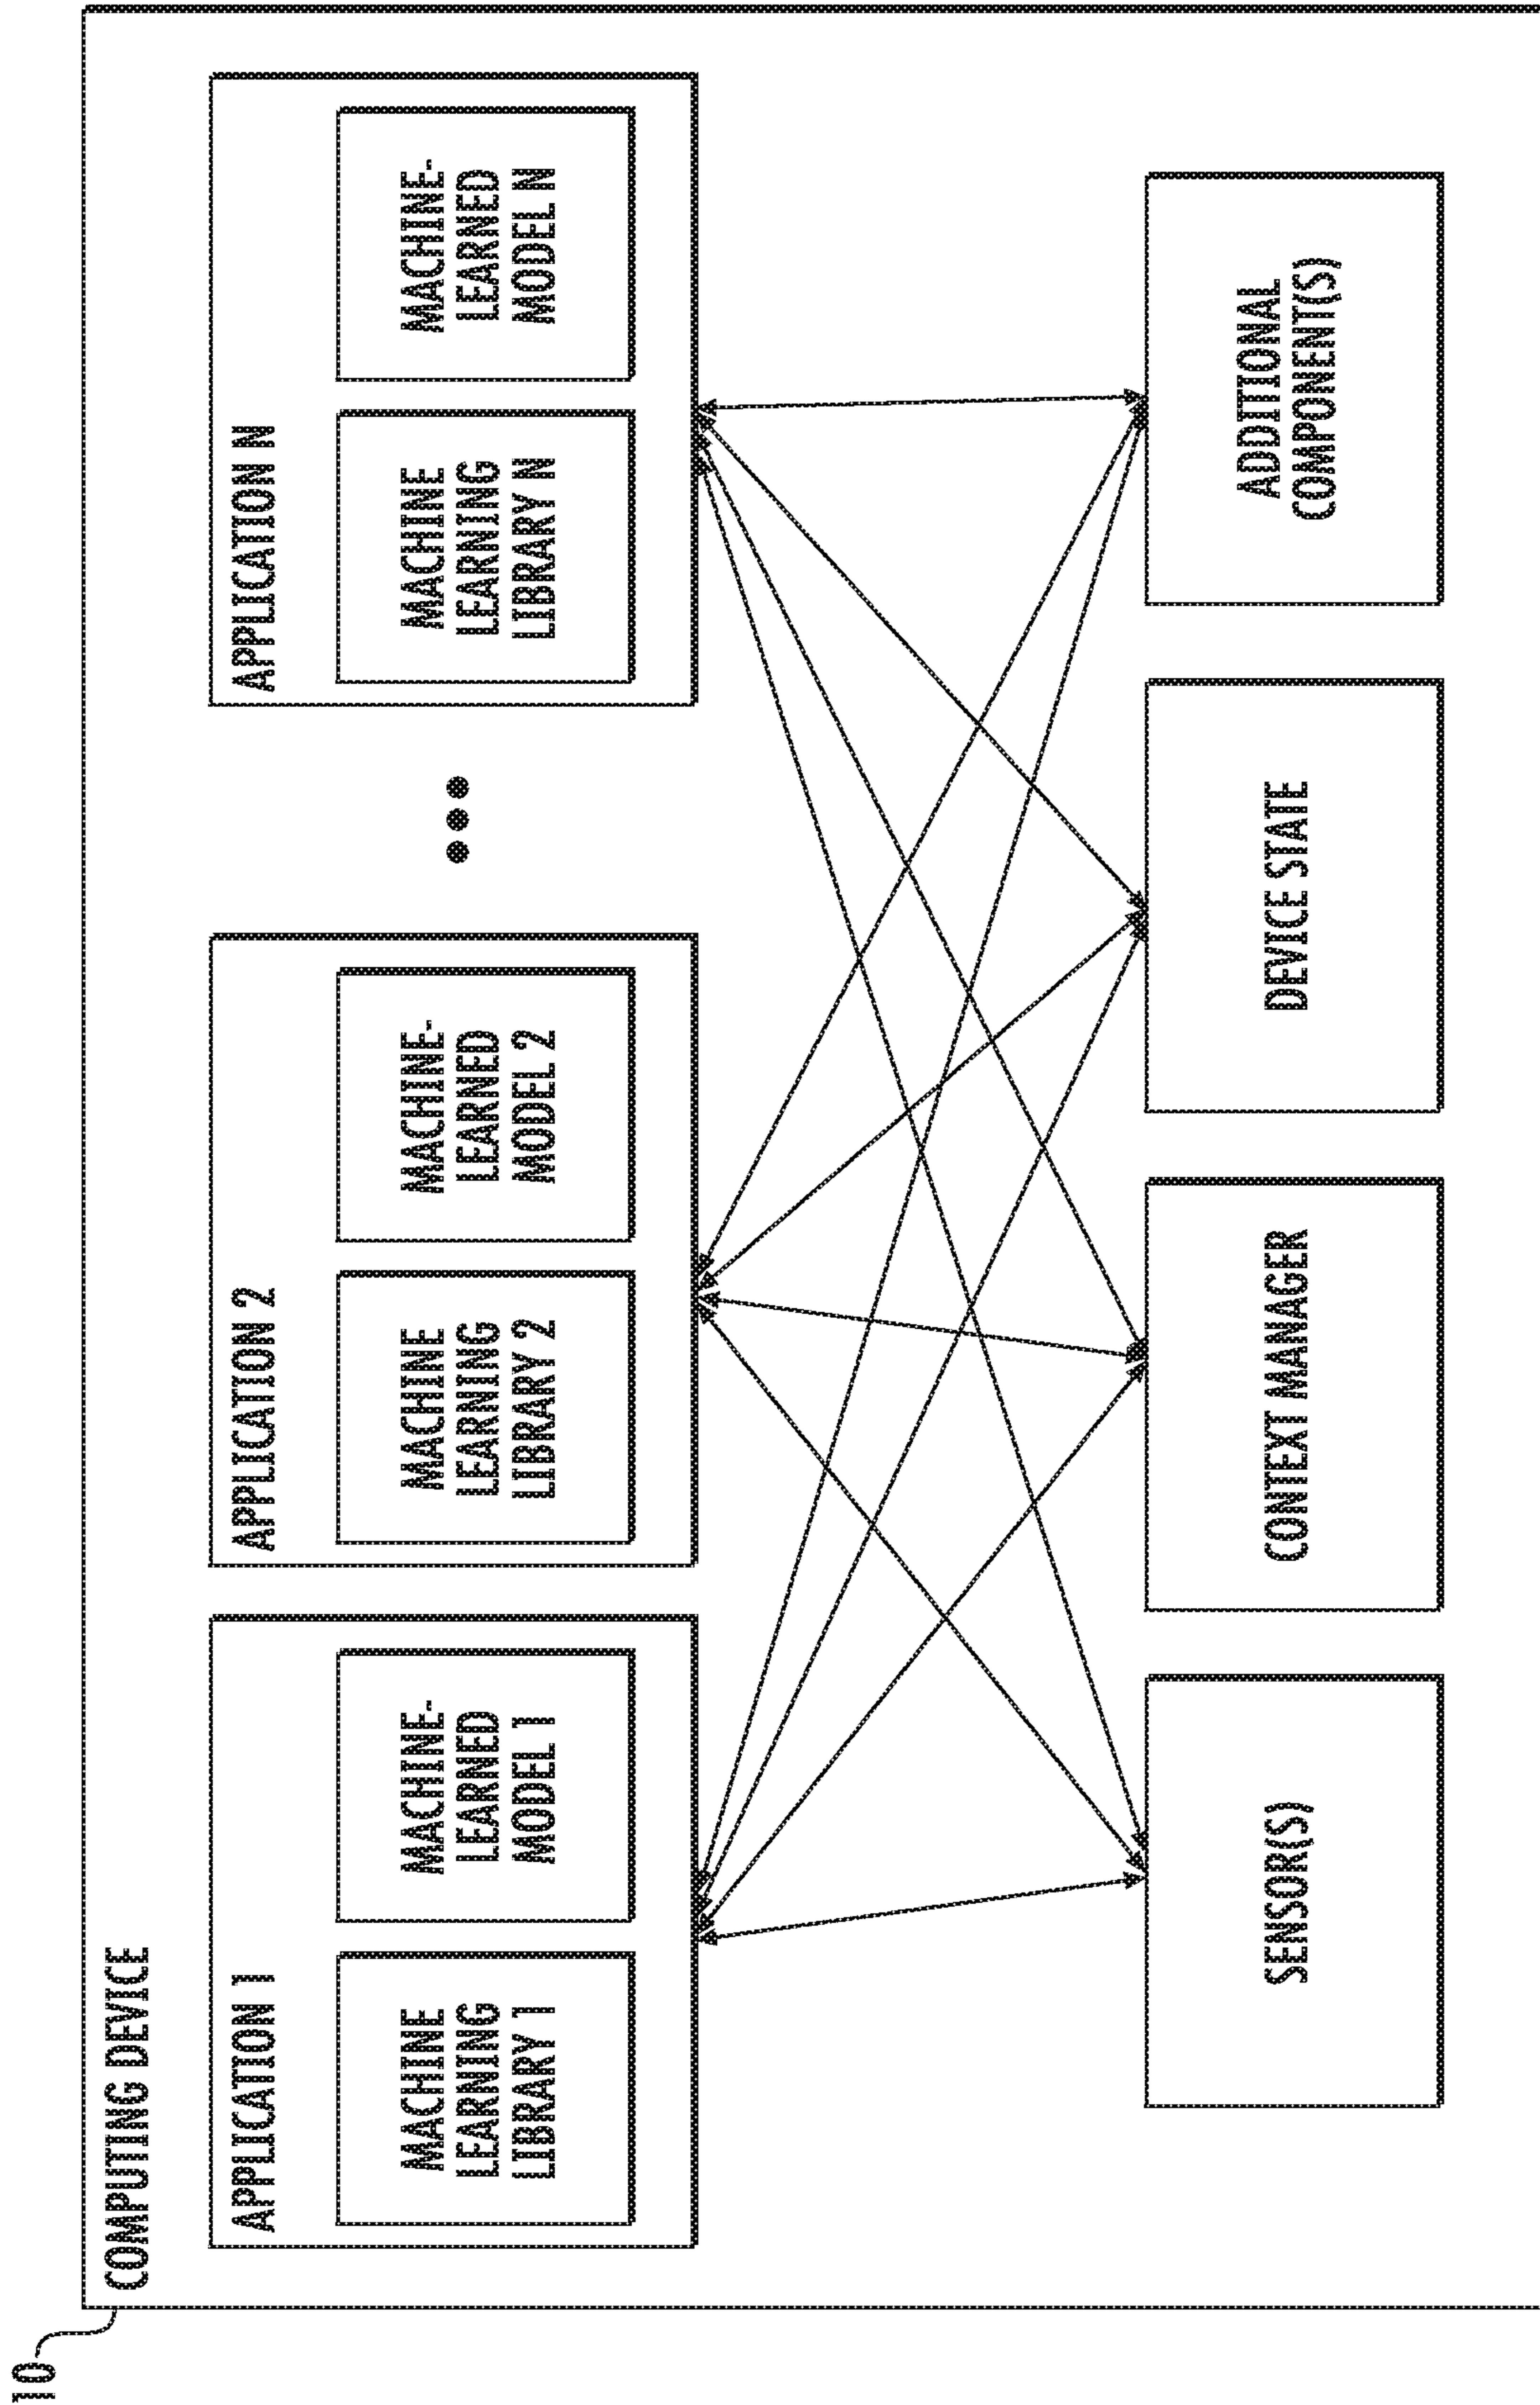 10
COMPUTING DEVICE
APPLICATION 1
MACHINE
LEARNING
LIBRARY 1
MACHINE-
LEARNED
MODEL 1
APPLICATION 2
MACHINE
LEARNING
LIBRARY 2
MACHINE-
LEARNED
MODEL 2
APPLICATION N
MACHINE
LEARNING
LIBRARY N
MACHINE-
LEARNED
MODEL N
SENSOR(S)
CONTEXT MANAGER
DEVICE STATE
ADDITIONAL
COMPONENT(S)